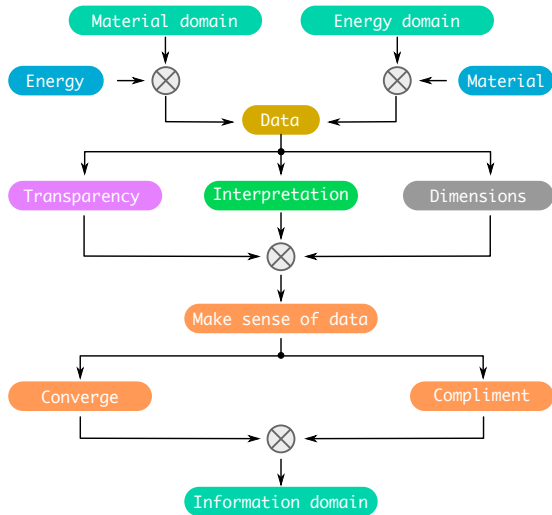 Material domain
Energy domain
Energy
Material
Data
Transparency
Interpretation
Dimensions
Make sense of data
Converge
Compliment
Information domain